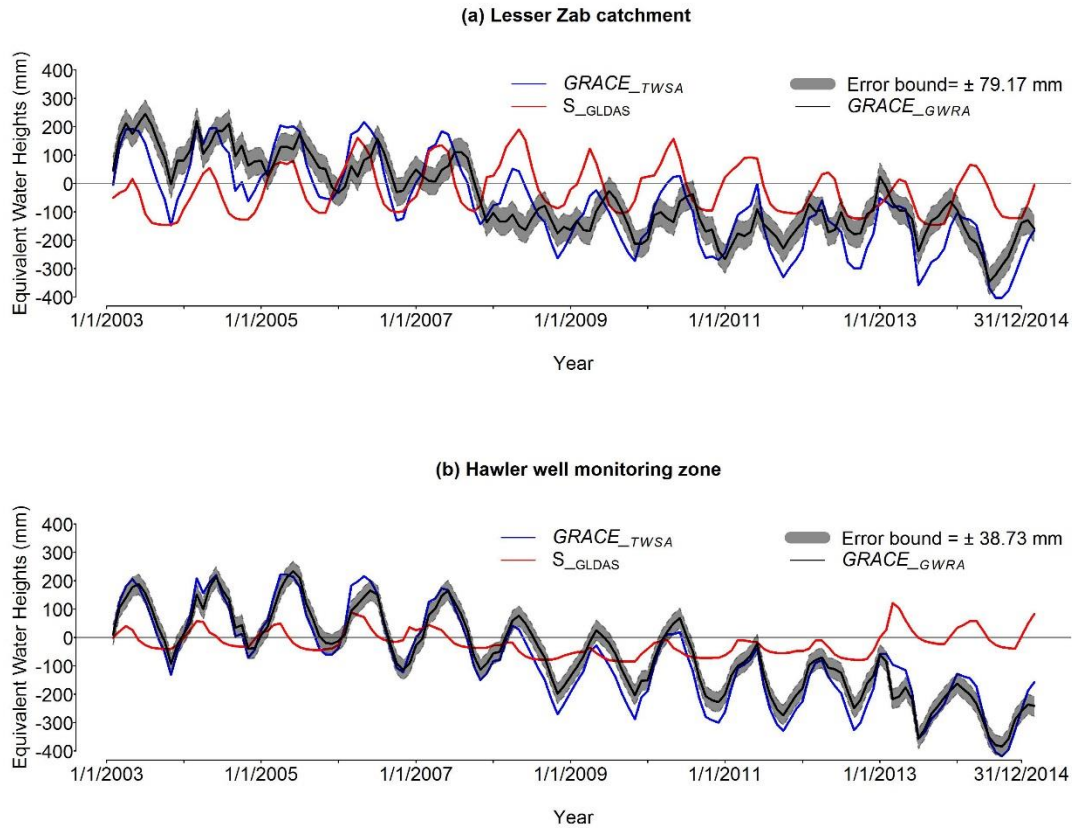 (a) Lesser Zab catchment
Equivalent Water Heights (mm)
400
300
200
100
0
-100
-200
-300
-400
GRACE_TWSA
S_GLDAS
Error bound= ± 79.17 mm
GRACE_GWRA
1/1/2003 1/1/2005 1/1/2007 1/1/2009 1/1/2011 1/1/2013 31/12/2014
Year
(b) Hawler well monitoring zone
Equivalent Water Heights (mm)
400
300
200
100
0
-100
-200
-300
-400
GRACE_TWSA
S_GLDAS
Error bound = ± 38.73 mm
GRACE_GWRA
1/1/2003 1/1/2005 1/1/2007 1/1/2009 1/1/2011 1/1/2013 31/12/2014
Year